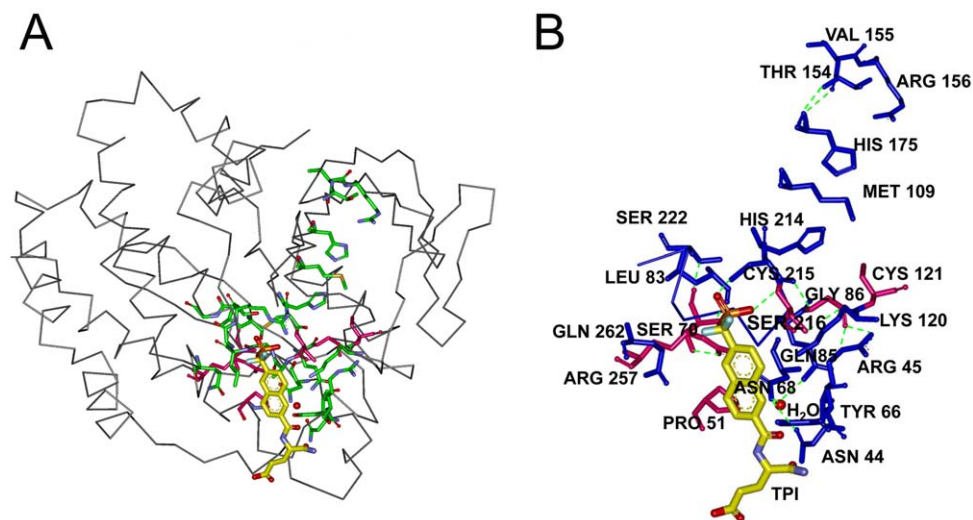 A
B
VAL 155
THR 154
ARG 156
HIS 175
MET 109
SER 222
HIS 214
LEU 83
CYS 215
CYS 121
GLY 86
GLN 262
SER 70
SER 216
LYS 120
GLN85
ARG 257
ASN 68
ARG 45
PRO 51
H₂O
TYR 66
ASN 44
TPI